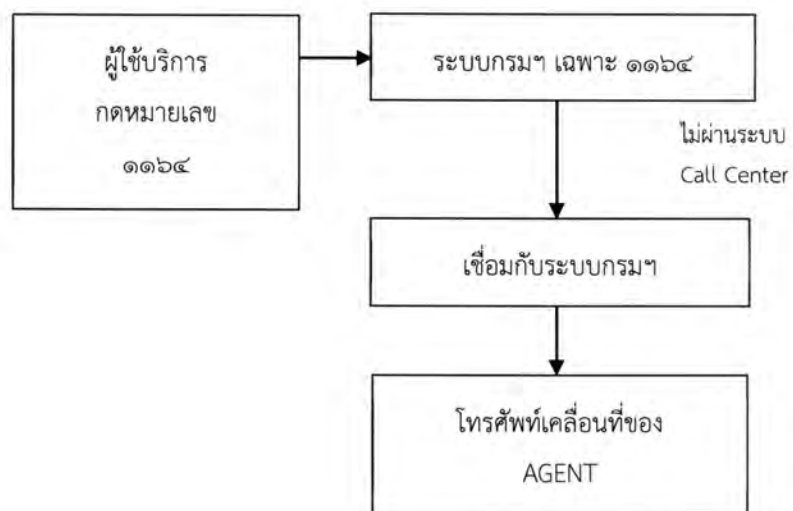 ผู้ใช้บริการ
กดหมายเลข
๑๑๖๔
ระบบกรมฯ เฉพาะ ๑๑๖๔
ไม่ผ่านระบบ
Call Center
เชื่อมกับระบบกรมฯ
โทรศัพท์เคลื่อนที่ของ
AGENT